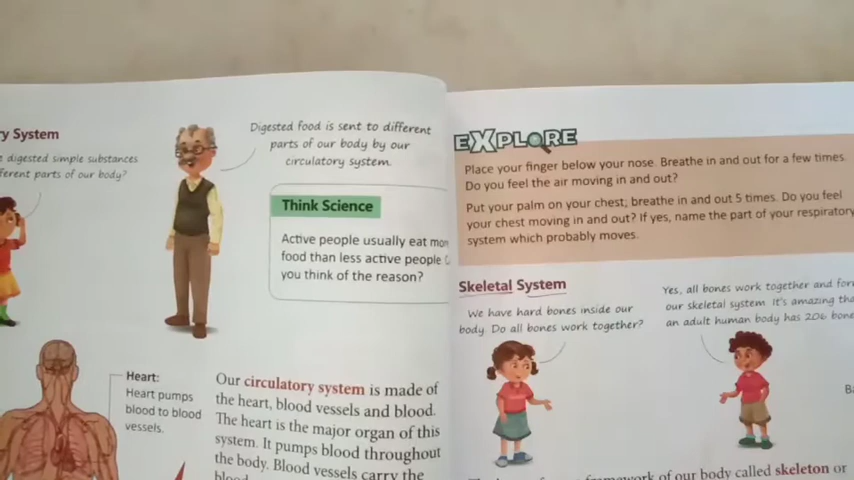 ry System
digested simple substances
ferent parts of our body?
Digested food is sent to different
parts of our body by our
circulatory system.
Think Science
Active people usually eat mor
food than less active people
you think of the reason?
Heart:
Heart pumps
blood to blood
vessels.
Our circulatory system is made of
the heart, blood vessels and blood.
The heart is the major organ of this
system. It pumps blood throughout
the body. Blood vessels carry the
blood
EXPLORE
Place your finger below your nose. Breathe in and out for a few times.
Do you feel the air moving in and out?
Put your palm on your chest; breathe in and out 5 times. Do you feel
your chest moving in and out? If yes, name the part of your respiratory
system which probably moves.
Skeletal System
We have hard bones inside our
body. Do all bones work together?
Yes, all bones work together and for
our skeletal system. It's amazing tha
an adult human body has 206 bone
framework of our body called skeleton or